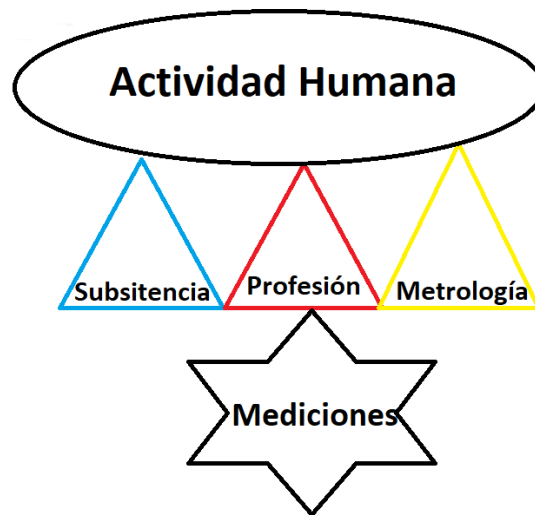 Actividad Humana
Subsitencia
Profesión
Metrología
Mediciones